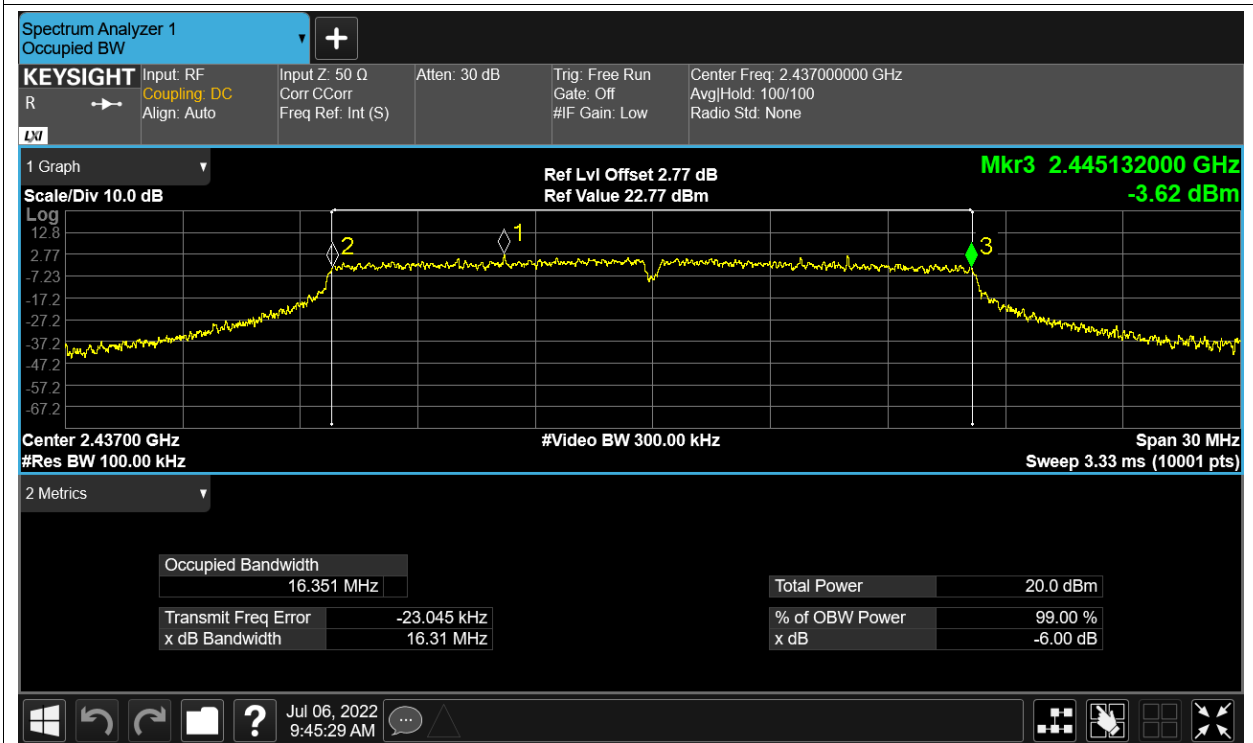 Spectrum Analyzer 1
Occupied BW
KEYSIGHT
R
LXI
Input: RF
Coupling: DC
Align: Auto
Input Z: 50 Ω
Corr CCorr
Freq Ref: Int (S)
Atten: 30 dB
Trig: Free Run
Gate: Off
#IF Gain: Low
Center Freq: 2.437000000 GHz
Avg|Hold: 100/100
Radio Std: None
1 Graph
Scale/Div 10.0 dB
Ref Lvl Offset 2.77 dB
Ref Value 22.77 dBm
Mkr3 2.445132000 GHz
-3.62 dBm
Log
12.8
2.77
-7.23
-17.2
-27.2
-37.2
-47.2
-57.2
-67.2
2
1
3
Center 2.43700 GHz
#Res BW 100.00 kHz
#Video BW 300.00 kHz
Span 30 MHz
Sweep 3.33 ms (10001 pts)
2 Metrics
Occupied Bandwidth
16.351 MHz
Transmit Freq Error -23.045 kHz
x dB Bandwidth 16.31 MHz
Total Power 20.0 dBm
% of OBW Power 99.00 %
x dB -6.00 dB
?
Jul 06, 2022
9:45:29 AM